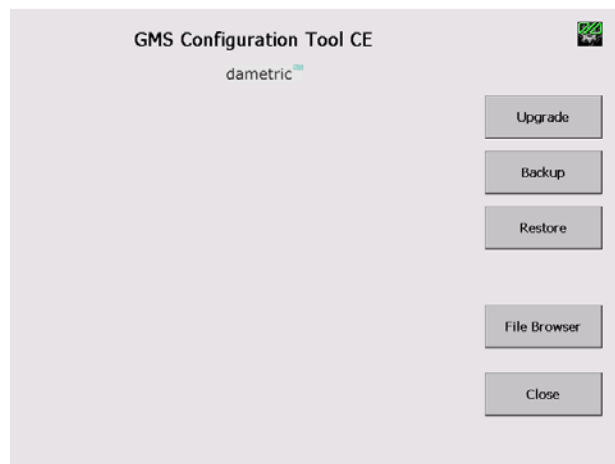 GMS Configuration Tool CE
dametric
Upgrade
Backup
Restore
File Browser
Close